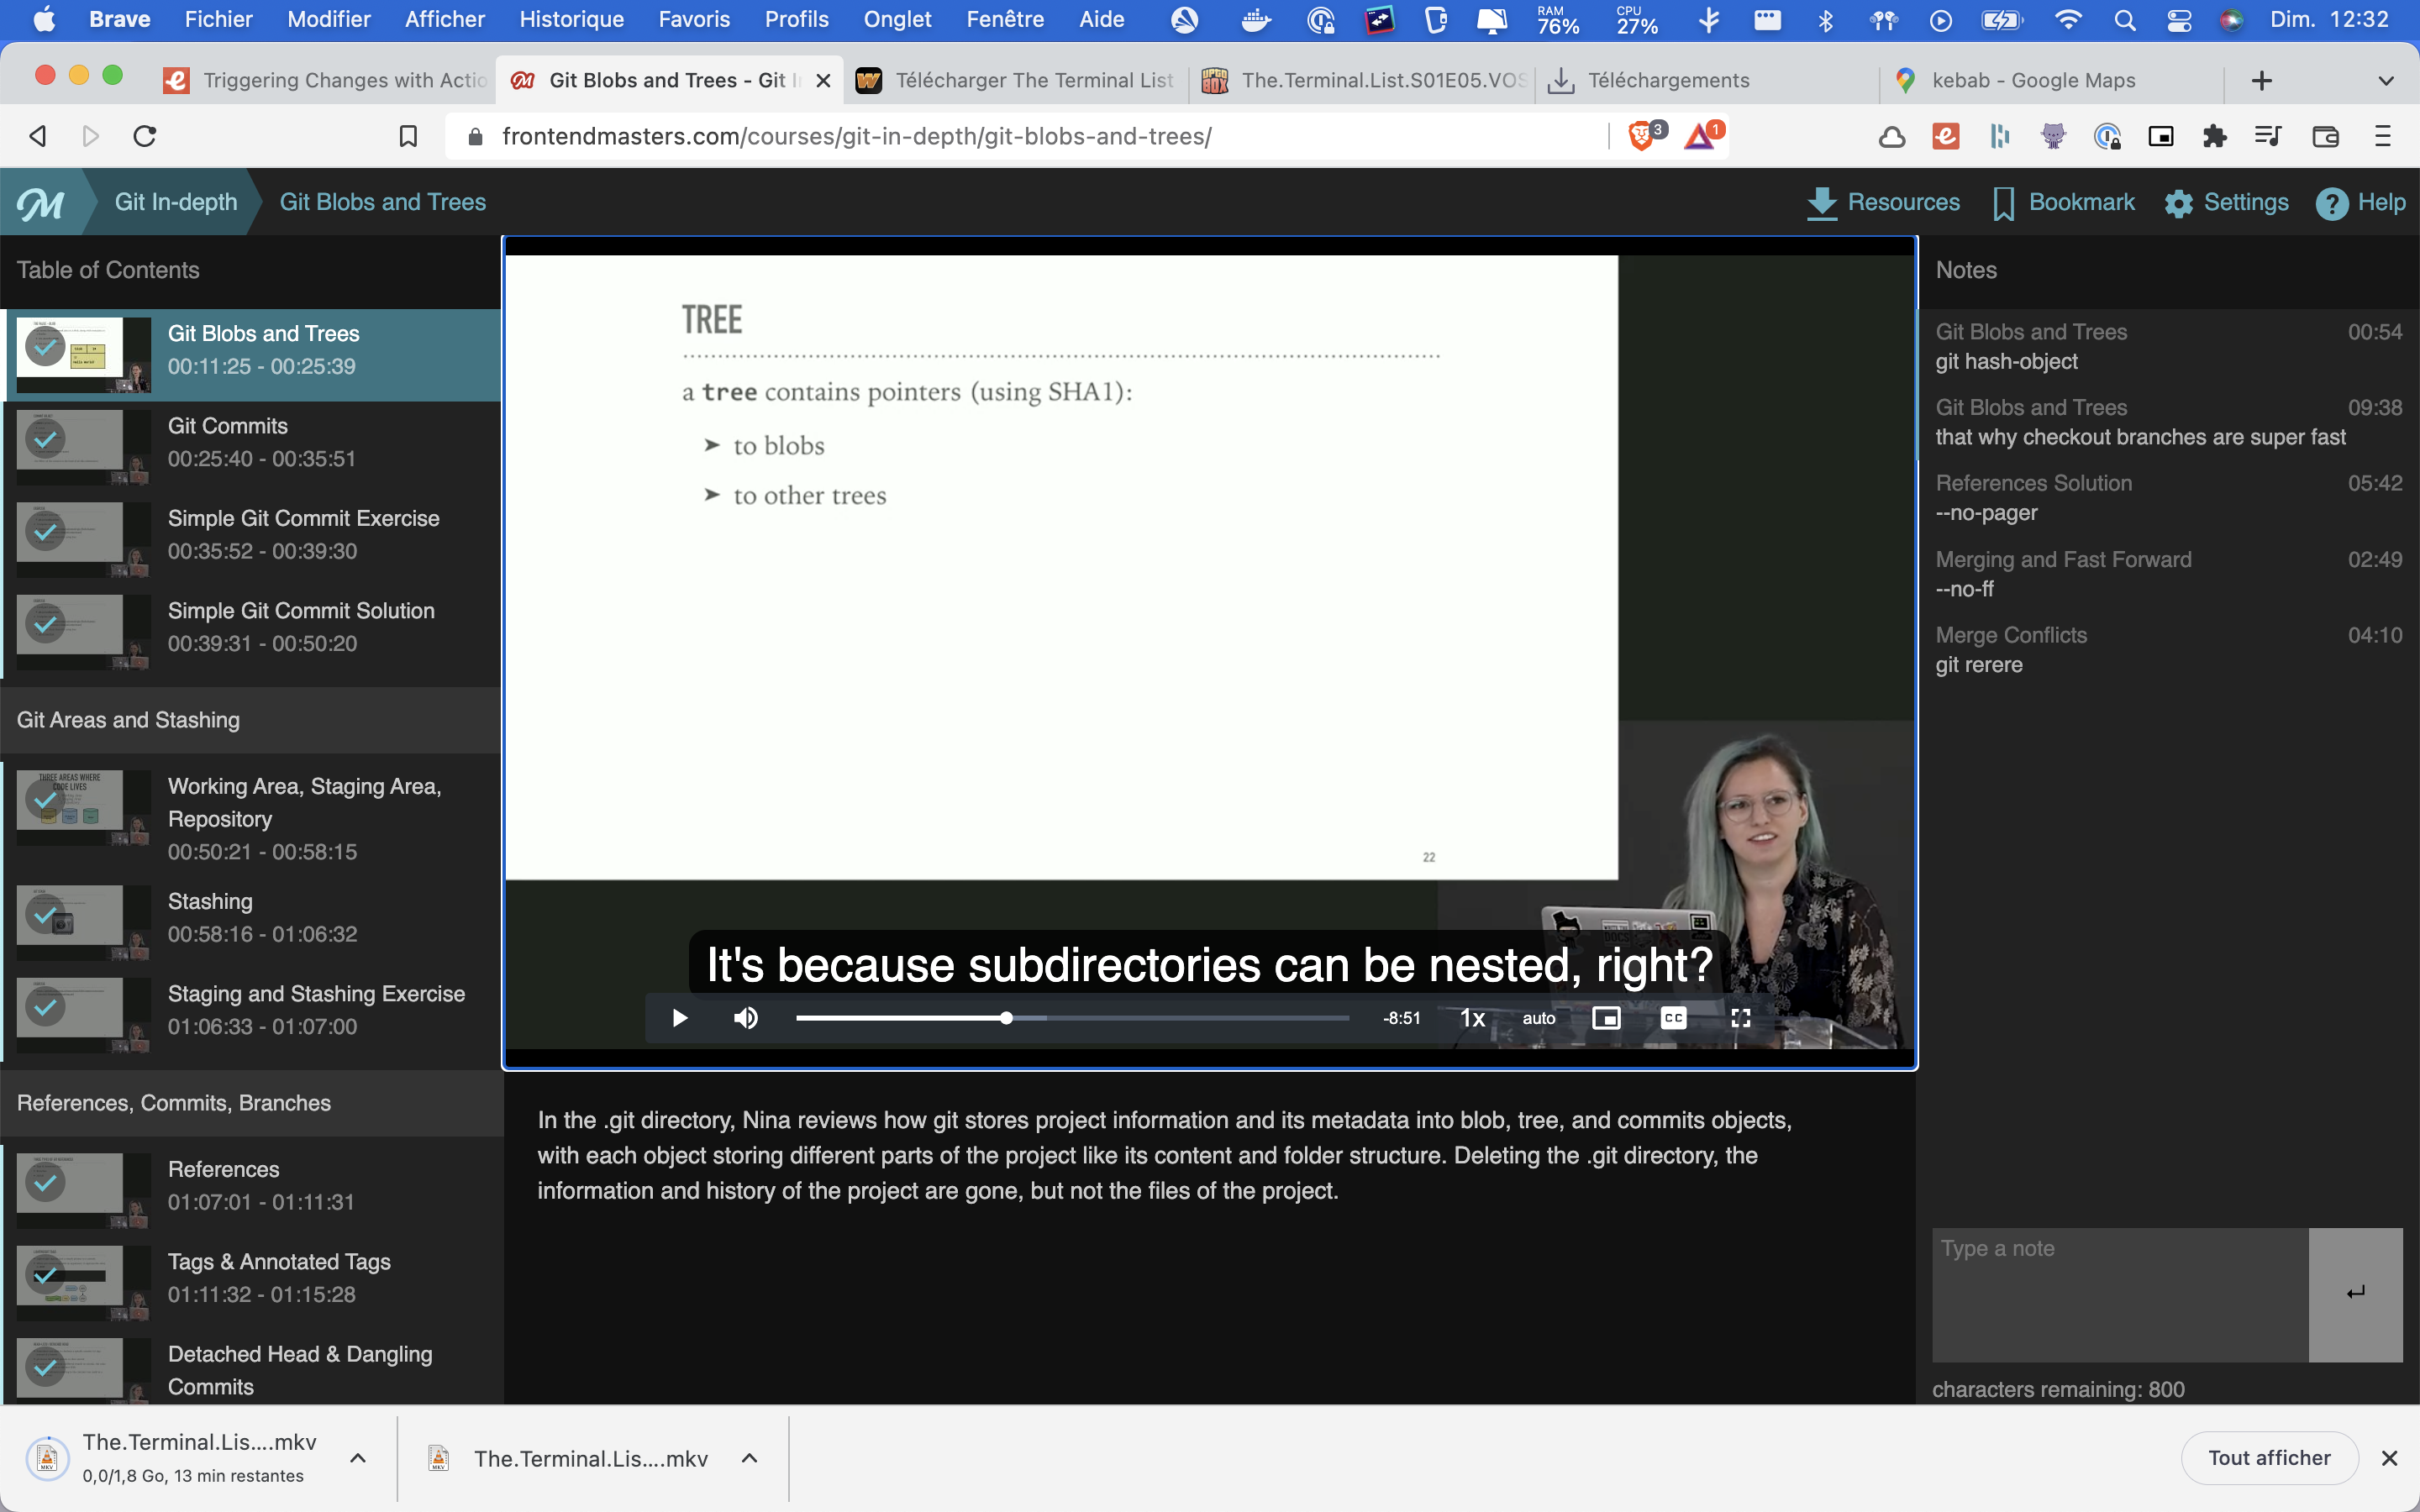 Brave Fichier Modifier Afficher Historique Favoris Profils Onglet Fenêtre Aide RAM 76% CPU 27% Dim. 12:32
Triggering Changes with Actio
Git Blobs and Trees - Git I
Télécharger The Terminal List
The.Terminal.List.S01E05.VOS
Téléchargements
kebab - Google Maps
frontendmasters.com/courses/git-in-depth/git-blobs-and-trees/
3
1
Git In-depth
Git Blobs and Trees
Resources
Bookmark
Settings
Help
Table of Contents
Git Blobs and Trees
00:11:25 - 00:25:39
Git Commits
00:25:40 - 00:35:51
Simple Git Commit Exercise
00:35:52 - 00:39:30
Simple Git Commit Solution
00:39:31 - 00:50:20
Git Areas and Stashing
THREE AREAS WHERE
CODE LIVES
Working Area, Staging Area,
Repository
00:50:21 - 00:58:15
Stashing
00:58:16 - 01:06:32
Staging and Stashing Exercise
01:06:33 - 01:07:00
References, Commits, Branches
References
01:07:01 - 01:11:31
Tags & Annotated Tags
01:11:32 - 01:15:28
Detached Head & Dangling
Commits
TREE
a tree contains pointers (using SHA1):
➤ to blobs
➤ to other trees
22
It's because subdirectories can be nested, right?
-8:51
1x
auto
CC
In the .git directory, Nina reviews how git stores project information and its metadata into blob, tree, and commits objects,
with each object storing different parts of the project like its content and folder structure. Deleting the .git directory, the
information and history of the project are gone, but not the files of the project.
Notes
Git Blobs and Trees 00:54
git hash-object
Git Blobs and Trees 09:38
that why checkout branches are super fast
References Solution 05:42
--no-pager
Merging and Fast Forward 02:49
--no-ff
Merge Conflicts 04:10
git rerere
Type a note
characters remaining: 800
The.Terminal.Lis....mkv
0,0/1,8 Go, 13 min restantes
The.Terminal.Lis....mkv
Tout afficher